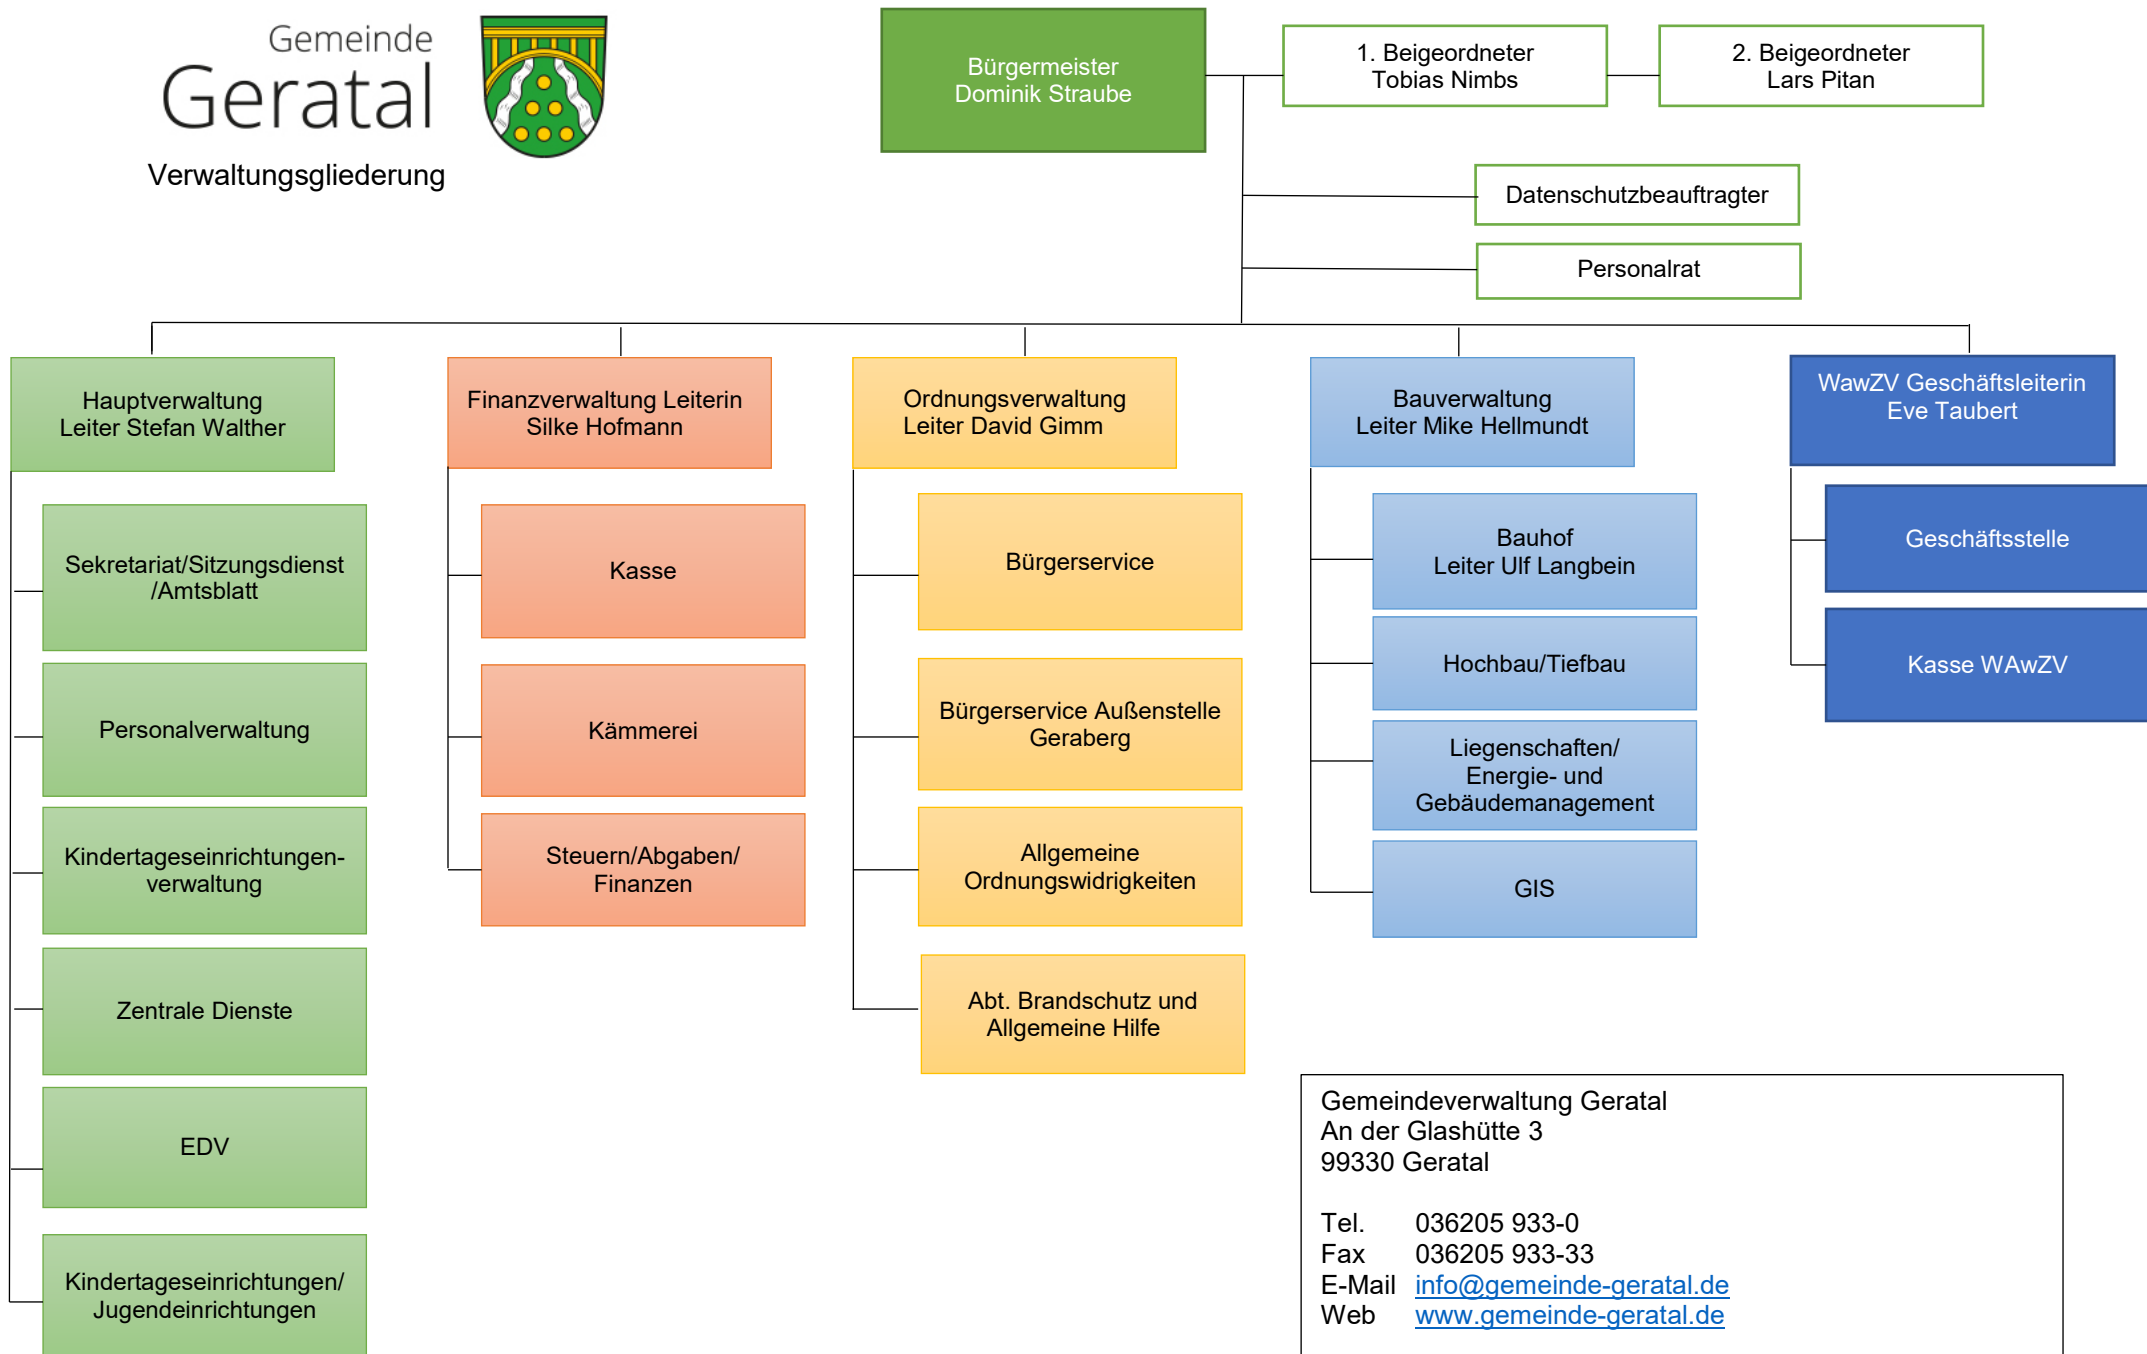 Gemeinde
Geratal
Verwaltungsgliederung
Bürgermeister
Dominik Straube
1. Beigeordneter
Tobias Nimbs
2. Beigeordneter
Lars Pitan
Datenschutzbeauftragter
Personalrat
Hauptverwaltung
Leiter Stefan Walther
Sekretariat/Sitzungsdienst
/Amtsblatt
Personalverwaltung
Kindertageseinrichtungen-
verwaltung
Zentrale Dienste
EDV
Kindertageseinrichtungen/
Jugendeinrichtungen
Finanzverwaltung Leiterin
Silke Hofmann
Kasse
Kämmerei
Steuern/Abgaben/
Finanzen
Ordnungsverwaltung
Leiter David Gimm
Bürgerservice
Bürgerservice Außenstelle
Geraberg
Allgemeine
Ordnungswidrigkeiten
Abt. Brandschutz und
Allgemeine Hilfe
Bauverwaltung
Leiter Mike Hellmundt
Bauhof
Leiter Ulf Langbein
Hochbau/Tiefbau
Liegenschaften/
Energie- und
Gebäudemanagement
GIS
WawZV Geschäftsleiterin
Eve Taubert
Geschäftsstelle
Kasse WAwZV
Gemeindeverwaltung Geratal
An der Glashütte 3
99330 Geratal
Tel. 036205 933-0
Fax 036205 933-33
E-Mail info@gemeinde-geratal.de
Web www.gemeinde-geratal.de